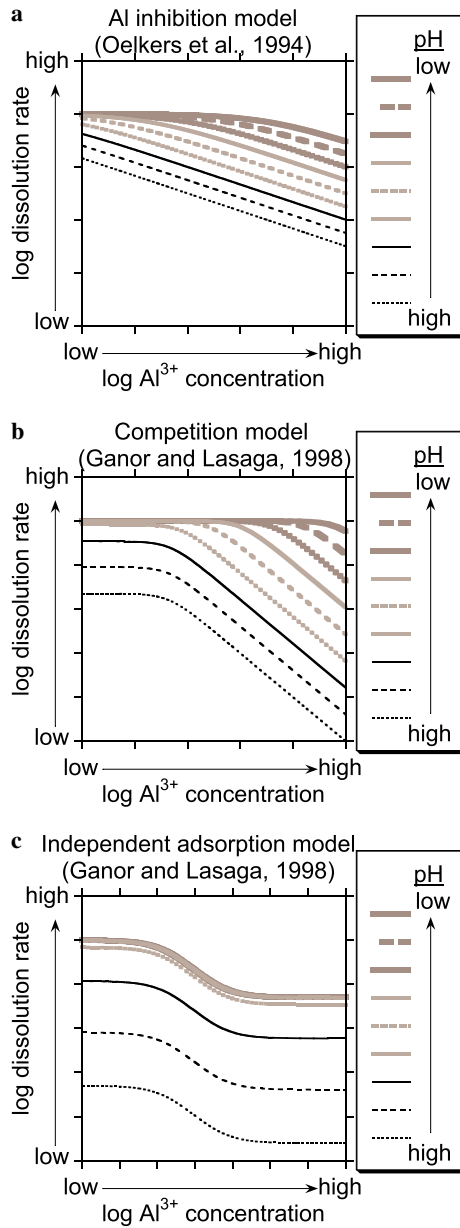 a
Al inhibition model
(Oelkers et al., 1994)
high
log dissolution rate
low
low
high
log Al³⁺ concentration
pH
low
high
b
Competition model
(Ganor and Lasaga, 1998)
high
log dissolution rate
low
low
high
log Al³⁺ concentration
pH
low
high
c
Independent adsorption model
(Ganor and Lasaga, 1998)
high
log dissolution rate
low
low
high
log Al³⁺ concentration
pH
low
high